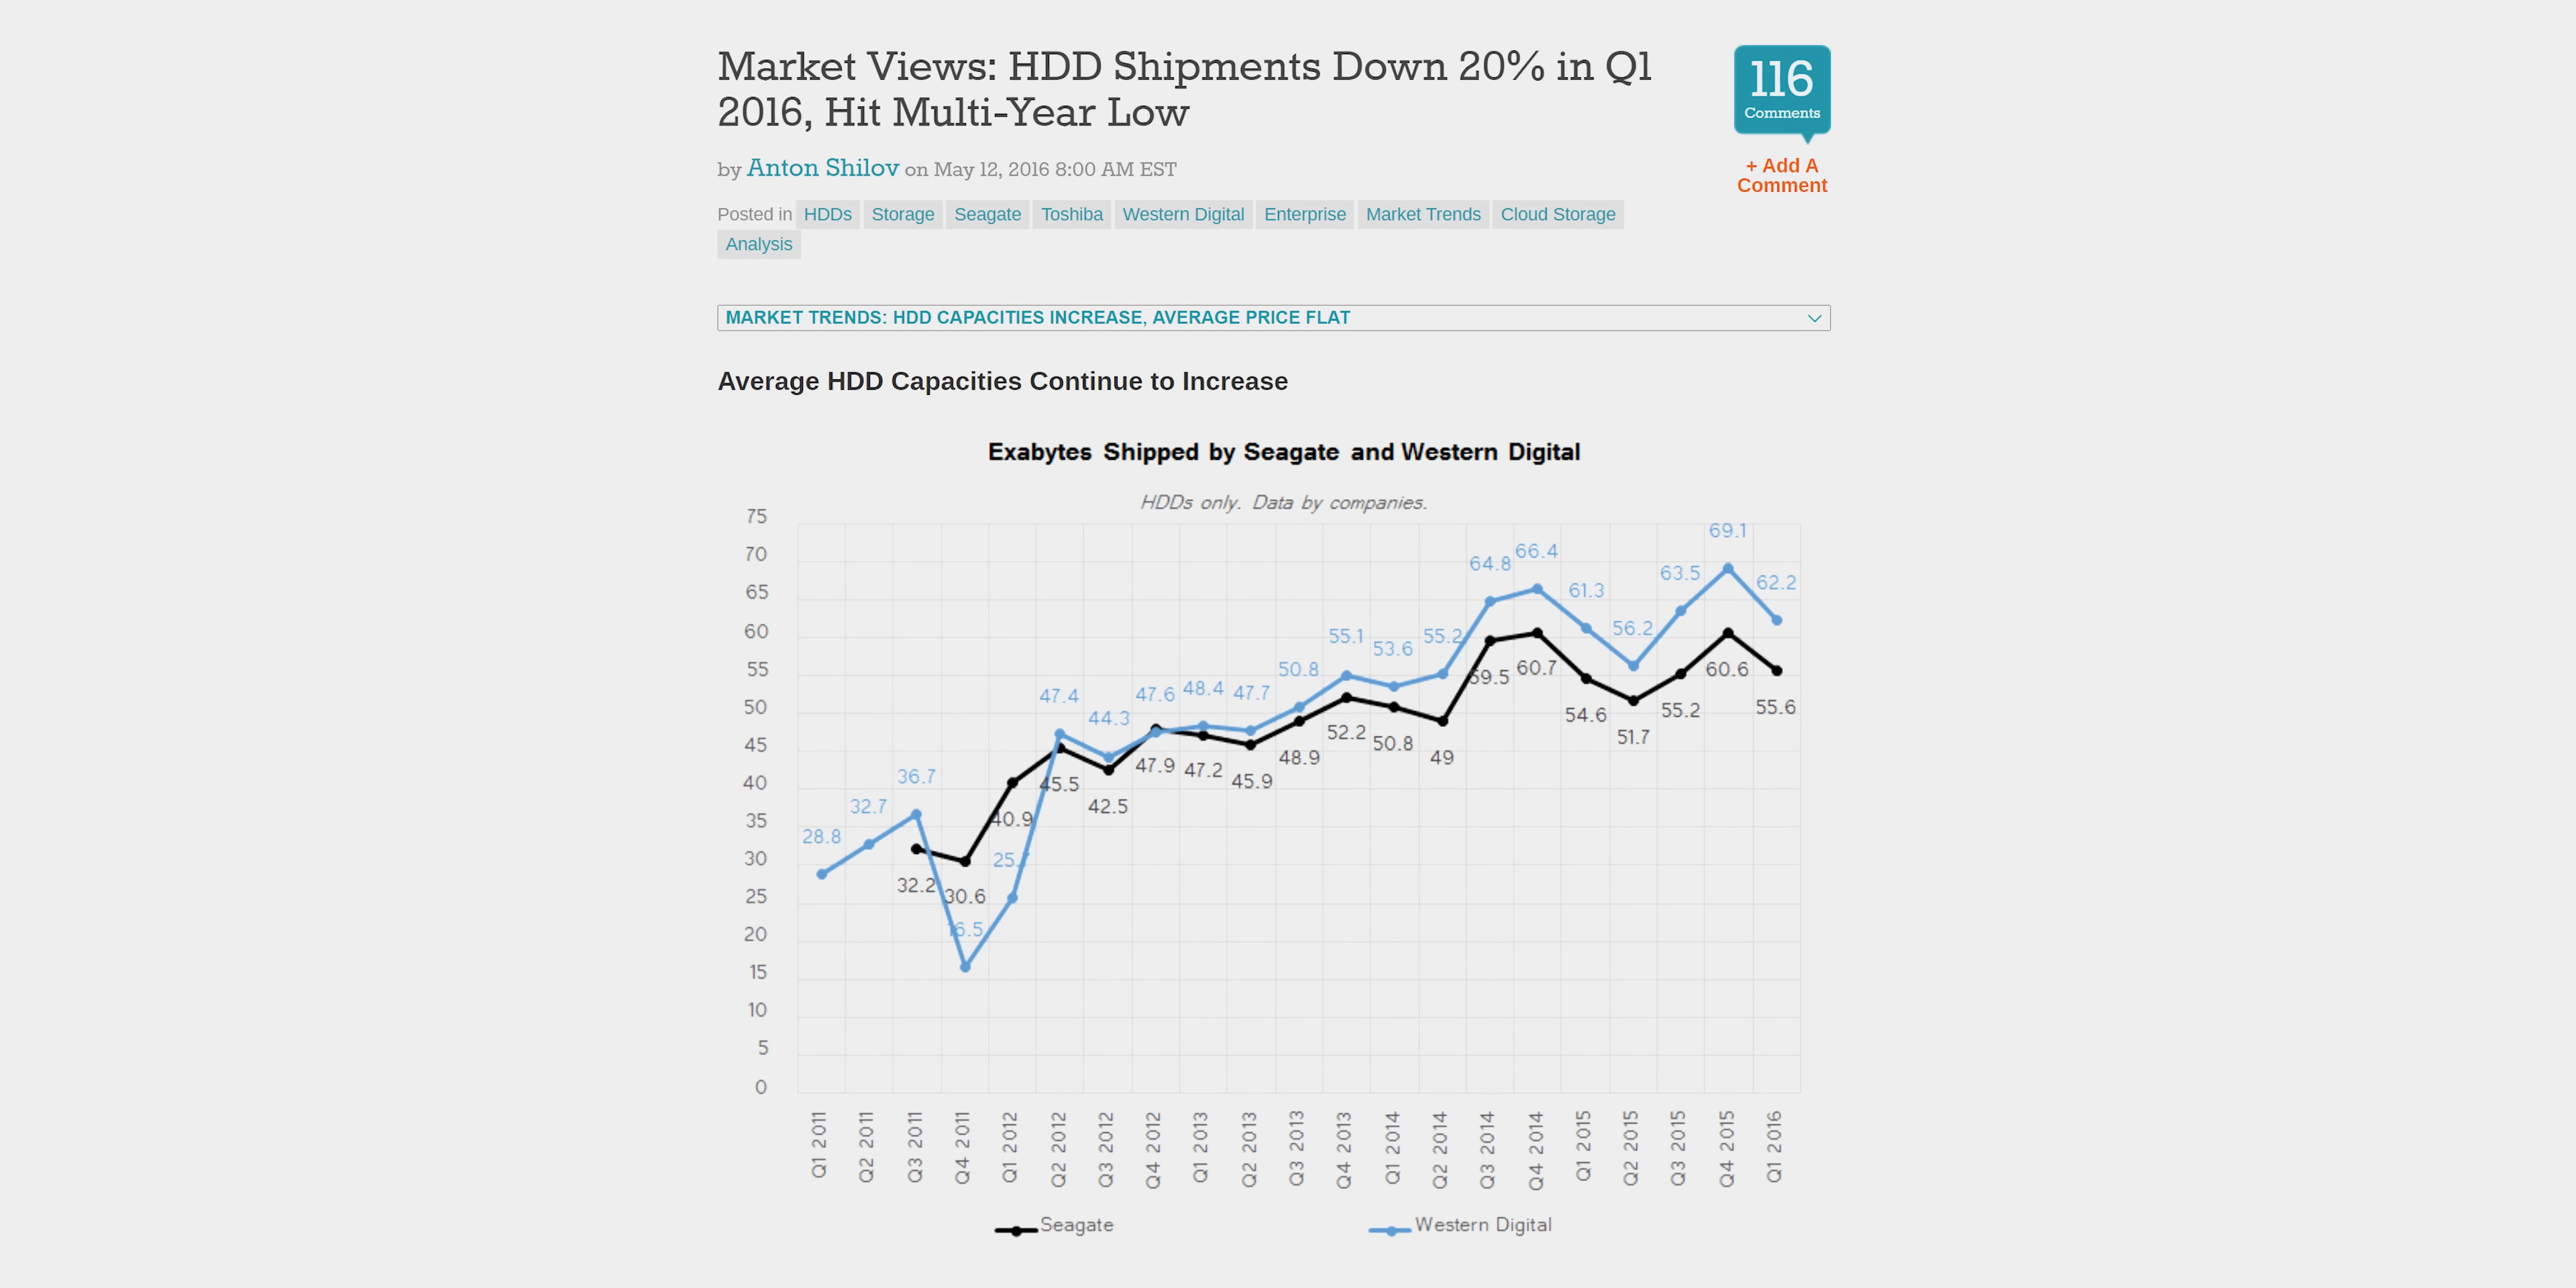 Market Views: HDD Shipments Down 20% in Q1
2016, Hit Multi-Year Low
116
Comments
+ Add A
Comment
by Anton Shilov on May 12, 2016 8:00 AM EST
Posted in HDDs Storage Seagate Toshiba Western Digital Enterprise Market Trends Cloud Storage
Analysis
MARKET TRENDS: HDD CAPACITIES INCREASE, AVERAGE PRICE FLAT
Average HDD Capacities Continue to Increase
Exabytes Shipped by Seagate and Western Digital
HDDs only. Data by companies.
75
70
65
60
55
50
45
40
35
30
25
20
15
10
5
0
28.8
32.7
36.7
16.5
47.4
44.3
47.6
48.4
47.7
50.8
55.1
53.6
55.2
64.8
66.4
61.3
56.2
63.5
69.1
62.2
32.2
30.6
40.9
45.5
42.5
47.9
47.2
45.9
48.9
52.2
50.8
49
59.5
60.7
54.6
51.7
55.2
60.6
55.6
Q1 2011
Q2 2011
Q3 2011
Q4 2011
Q1 2012
Q2 2012
Q3 2012
Q4 2012
Q1 2013
Q2 2013
Q3 2013
Q4 2013
Q1 2014
Q2 2014
Q3 2014
Q4 2014
Q1 2015
Q2 2015
Q3 2015
Q4 2015
Q1 2016
Seagate
Western Digital